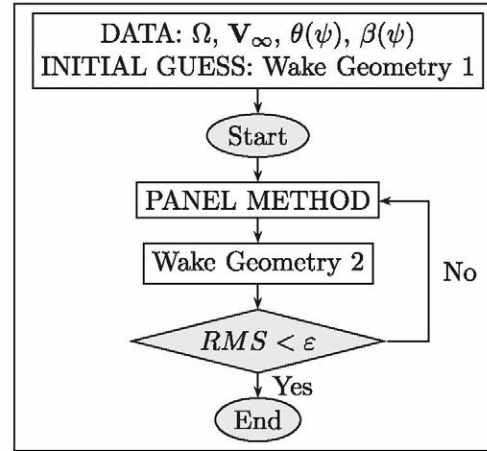 DATA: Ω, V∞, θ(ψ), β(ψ)
INITIAL GUESS: Wake Geometry 1
Start
PANEL METHOD
Wake Geometry 2
No
RMS < ε
Yes
End